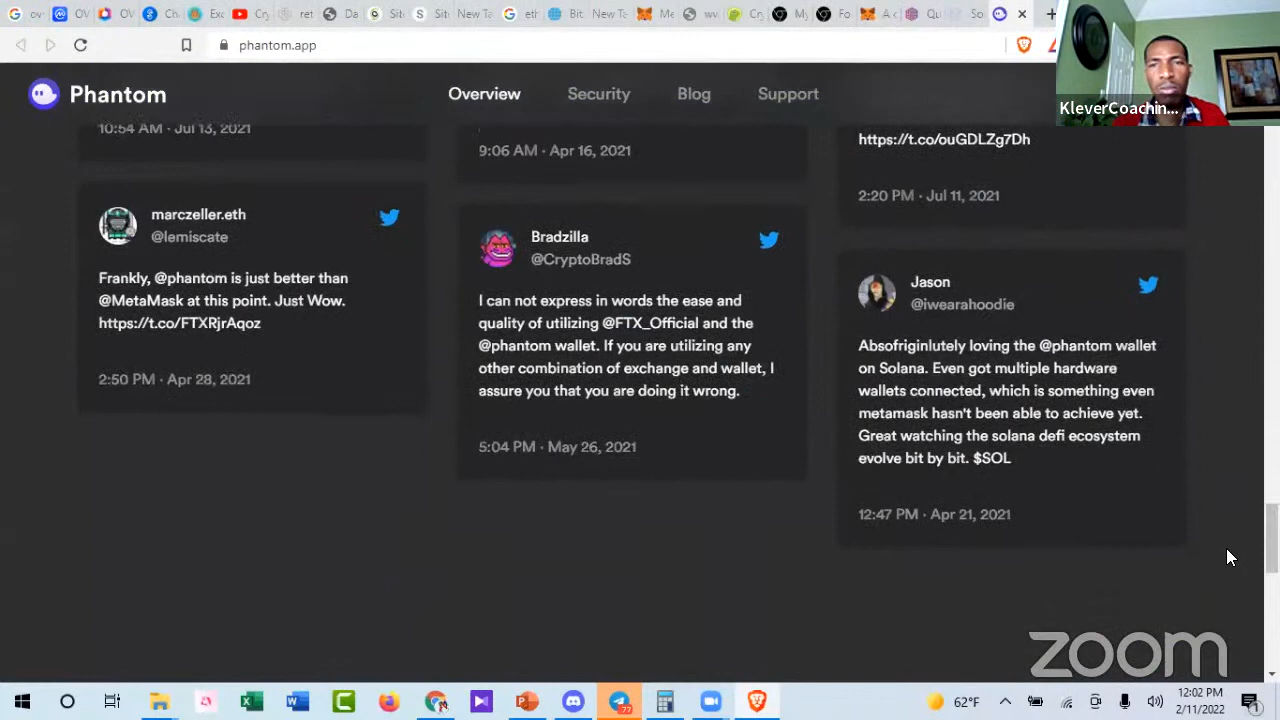 phantom.app
KleverCoachin...
Phantom
Overview
Security
Blog
Support
10:54 AM · Jul 13, 2021
marczeller.eth
@lemiscate
Frankly, @phantom is just better than
@MetaMask at this point. Just Wow.
https://t.co/FTXRjrAqoz
2:50 PM · Apr 28, 2021
9:06 AM · Apr 16, 2021
Bradzilla
@CryptoBradS
I can not express in words the ease and
quality of utilizing @FTX_Official and the
@phantom wallet. If you are utilizing any
other combination of exchange and wallet, I
assure you that you are doing it wrong.
5:04 PM · May 26, 2021
https://t.co/ouGDLZg7Dh
2:20 PM · Jul 11, 2021
Jason
@iwearahoodie
Absofriginlutely loving the @phantom wallet
on Solana. Even got multiple hardware
wallets connected, which is something even
metamask hasn't been able to achieve yet.
Great watching the solana defi ecosystem
evolve bit by bit. $SOL
12:47 PM · Apr 21, 2021
zoom
62°F
12:02 PM
2/11/2022